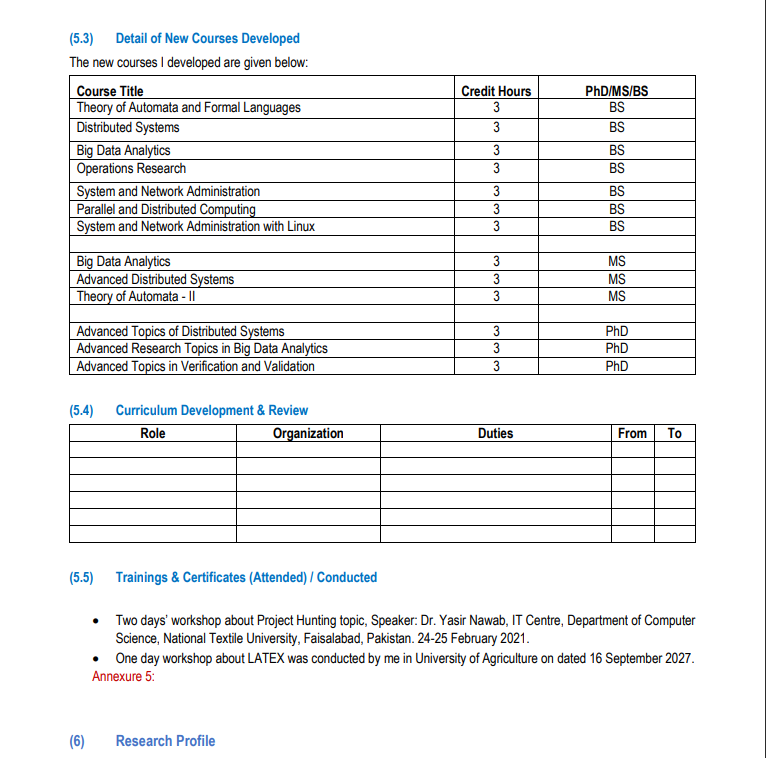 (5.3) Detail of New Courses Developed
The new courses I developed are given below:
Course Title Credit Hours PhD/MS/BS
Theory of Automata and Formal Languages 3 BS
Distributed Systems 3 BS
Big Data Analytics 3 BS
Operations Research 3 BS
System and Network Administration 3 BS
Parallel and Distributed Computing 3 BS
System and Network Administration with Linux 3 BS
Big Data Analytics 3 MS
Advanced Distributed Systems 3 MS
Theory of Automata - II 3 MS
Advanced Topics of Distributed Systems 3 PhD
Advanced Research Topics in Big Data Analytics 3 PhD
Advanced Topics in Verification and Validation 3 PhD
(5.4) Curriculum Development & Review
Role Organization Duties From To
(5.5) Trainings & Certificates (Attended) / Conducted
• Two days' workshop about Project Hunting topic, Speaker: Dr. Yasir Nawab, IT Centre, Department of Computer
Science, National Textile University, Faisalabad, Pakistan. 24-25 February 2021.
• One day workshop about LATEX was conducted by me in University of Agriculture on dated 16 September 2027.
Annexure 5:
(6) Research Profile